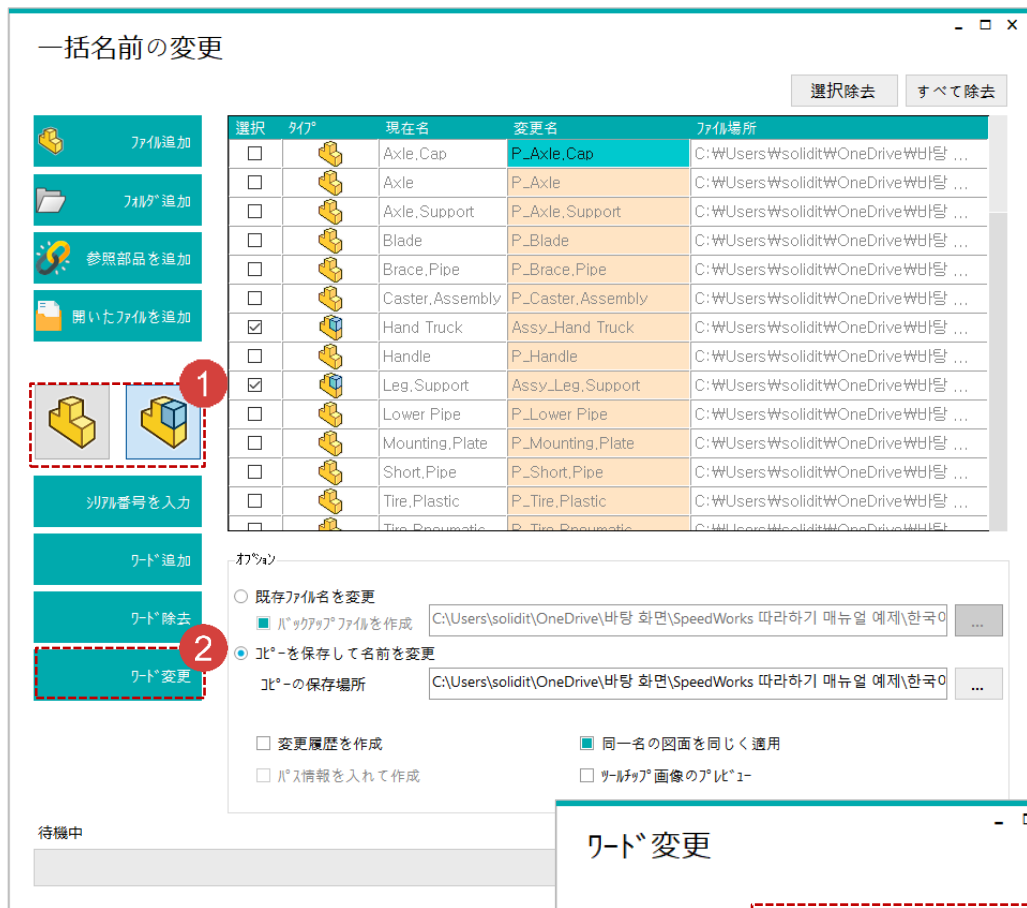 一括名前の変更
選択除去 すべて除去
ファイル追加
フォルダ追加
参照部品を追加
開いたファイルを追加
1
シリアル番号を入力
ワード追加
ワード除去
2
ワード変更
選択 タイプ 現在名 変更名 ファイル場所
Axle,Cap P_Axle,Cap C:₩Users₩solidit₩OneDrive₩바탕 ...
Axle P_Axle C:₩Users₩solidit₩OneDrive₩바탕 ...
Axle,Support P_Axle,Support C:₩Users₩solidit₩OneDrive₩바탕 ...
Blade P_Blade C:₩Users₩solidit₩OneDrive₩바탕 ...
Brace,Pipe P_Brace,Pipe C:₩Users₩solidit₩OneDrive₩바탕 ...
Caster,Assembly P_Caster,Assembly C:₩Users₩solidit₩OneDrive₩바탕 ...
Hand Truck Assy_Hand Truck C:₩Users₩solidit₩OneDrive₩바탕 ...
Handle P_Handle C:₩Users₩solidit₩OneDrive₩바탕 ...
Leg,Support Assy_Leg,Support C:₩Users₩solidit₩OneDrive₩바탕 ...
Lower Pipe P_Lower Pipe C:₩Users₩solidit₩OneDrive₩바탕 ...
Mounting,Plate P_Mounting,Plate C:₩Users₩solidit₩OneDrive₩바탕 ...
Short,Pipe P_Short,Pipe C:₩Users₩solidit₩OneDrive₩바탕 ...
Tire,Plastic P_Tire,Plastic C:₩Users₩solidit₩OneDrive₩바탕 ...
Tire,Pneumatic P_Tire,Pneumatic C:₩Users₩solidit₩OneDrive₩바탕 ...
オプション
既存ファイル名を変更
バックアップファイルを作成 C:\Users\solidit\OneDrive\바탕 화면\SpeedWorks 따라하기 매뉴얼 예제\한국어 ...
コピーを保存して名前を変更
コピーの保存場所 C:\Users\solidit\OneDrive\바탕 화면\SpeedWorks 따라하기 매뉴얼 예제\한국어 ...
変更履歴を作成 同一名の図面を同じく適用
パス情報を入れて作成 ツールチップ画像のプレビュー
待機中
ワード変更